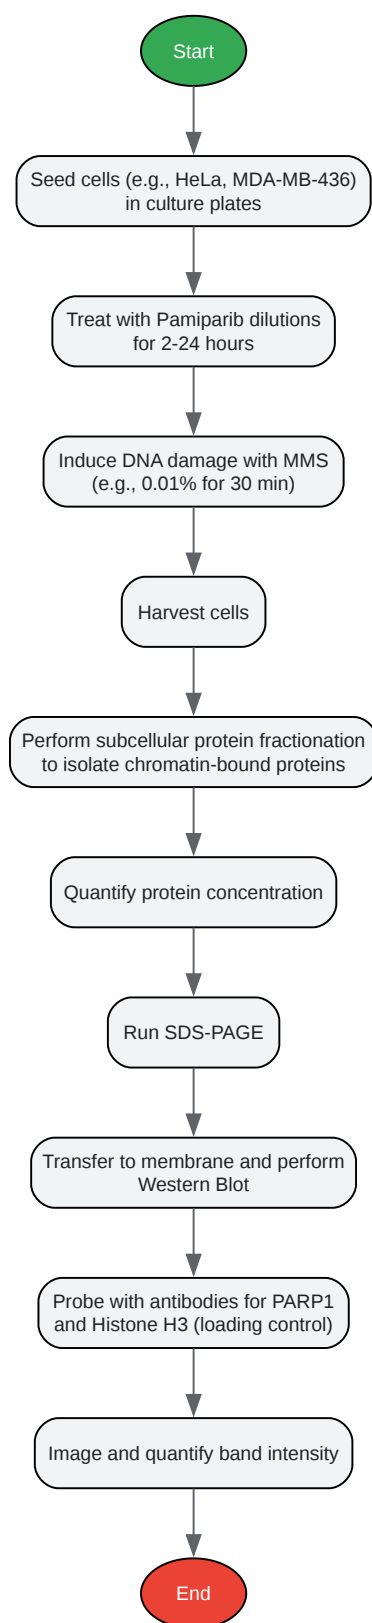 Start
Seed cells (e.g., HeLa, MDA-MB-436)
in culture plates
Treat with Pamiparib dilutions
for 2-24 hours
Induce DNA damage with MMS
(e.g., 0.01% for 30 min)
Harvest cells
Perform subcellular protein fractionation
to isolate chromatin-bound proteins
Quantify protein concentration
Run SDS-PAGE
Transfer to membrane and perform
Western Blot
Probe with antibodies for PARP1
and Histone H3 (loading control)
Image and quantify band intensity
End